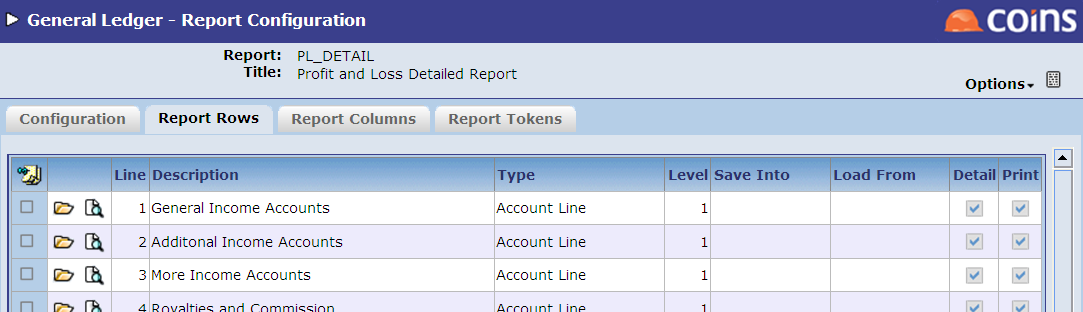 General Ledger - Report Configuration
coins
Report: PL_DETAIL
Title: Profit and Loss Detailed Report
Options
Configuration Report Rows Report Columns Report Tokens
Line Description Type Level Save Into Load From Detail Print
1 General Income Accounts Account Line 1
2 Additonal Income Accounts Account Line 1
3 More Income Accounts Account Line 1
4 Royalties and Commission Account Line 1